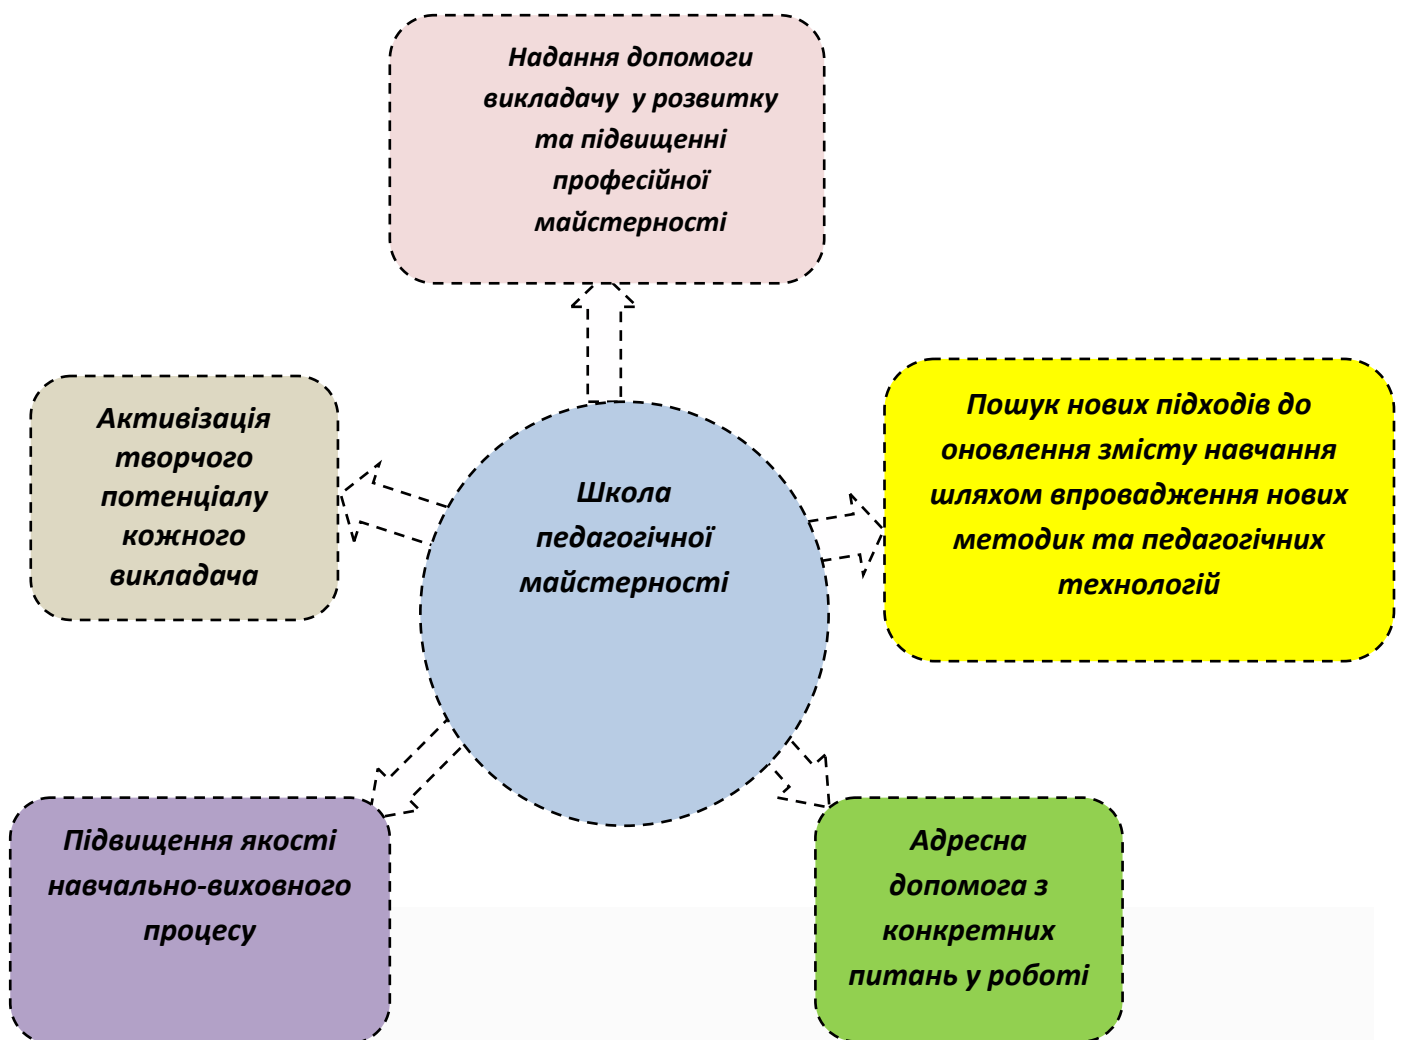 Надання допомоги
викладачу у розвитку
та підвищенні
професійної
майстерності
Активізація
творчого
потенціалу
кожного
викладача
Школа
педагогічної
майстерності
Пошук нових підходів до
оновлення змісту навчання
шляхом впровадження нових
методик та педагогічних
технологій
Підвищення якості
навчально-виховного
процесу
Адресна
допомога з
конкретних
питань у роботі